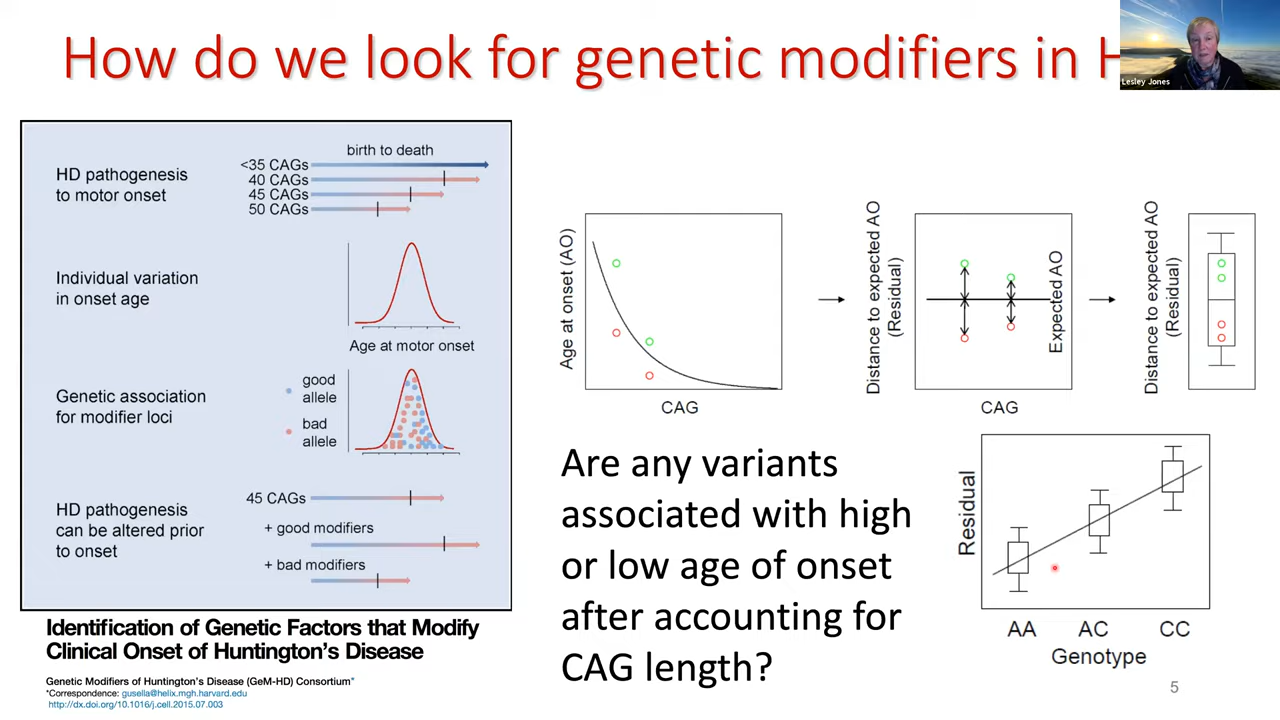 How do we look for genetic modifiers in H
Lesley Jones
HD pathogenesis
to motor onset
birth to death
<35 CAGs
40 CAGs
45 CAGs
50 CAGs
Individual variation
in onset age
Age at motor onset
Genetic association
for modifier loci
good
allele
bad
allele
HD pathogenesis
can be altered prior
to onset
45 CAGs
+ good modifiers
+ bad modifiers
Identification of Genetic Factors that Modify
Clinical Onset of Huntington's Disease
Genetic Modifiers of Huntington's Disease (GeM-HD) Consortium*
*Correspondence: gusella@helix.mgh.harvard.edu
http://dx.doi.org/10.1016/j.cell.2015.07.003
Age at onset (AO)
CAG
Distance to expected AO
(Residual)
Expected AO
CAG
Distance to expected AO
(Residual)
Are any variants
associated with high
or low age of onset
after accounting for
CAG length?
Residual
AA AC CC
Genotype
5